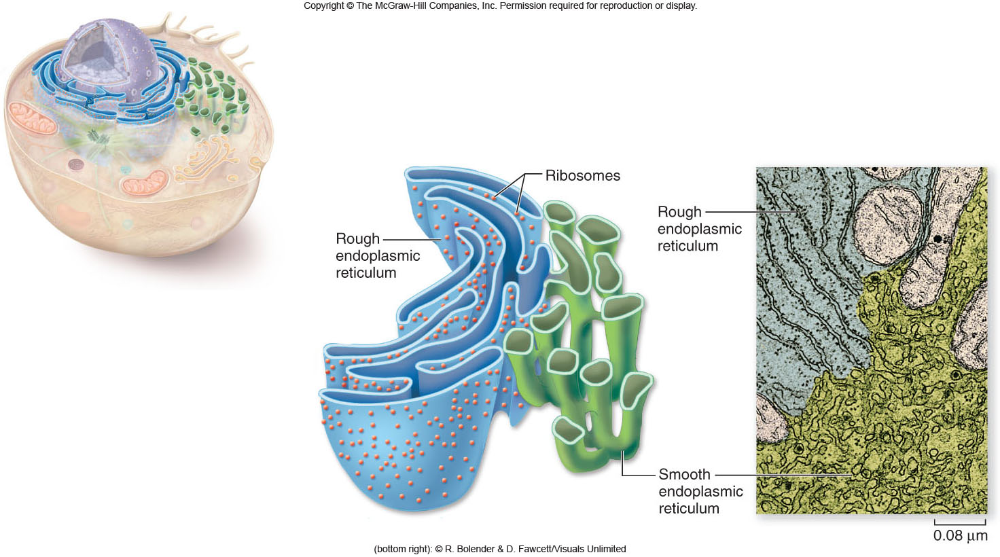 Copyright © The McGraw-Hill Companies, Inc. Permission required for reproduction or display.
Ribosomes
Rough
endoplasmic
reticulum
Rough
endoplasmic
reticulum
Smooth
endoplasmic
reticulum
0.08 µm
(bottom right): © R. Bolender & D. Fawcett/Visuals Unlimited